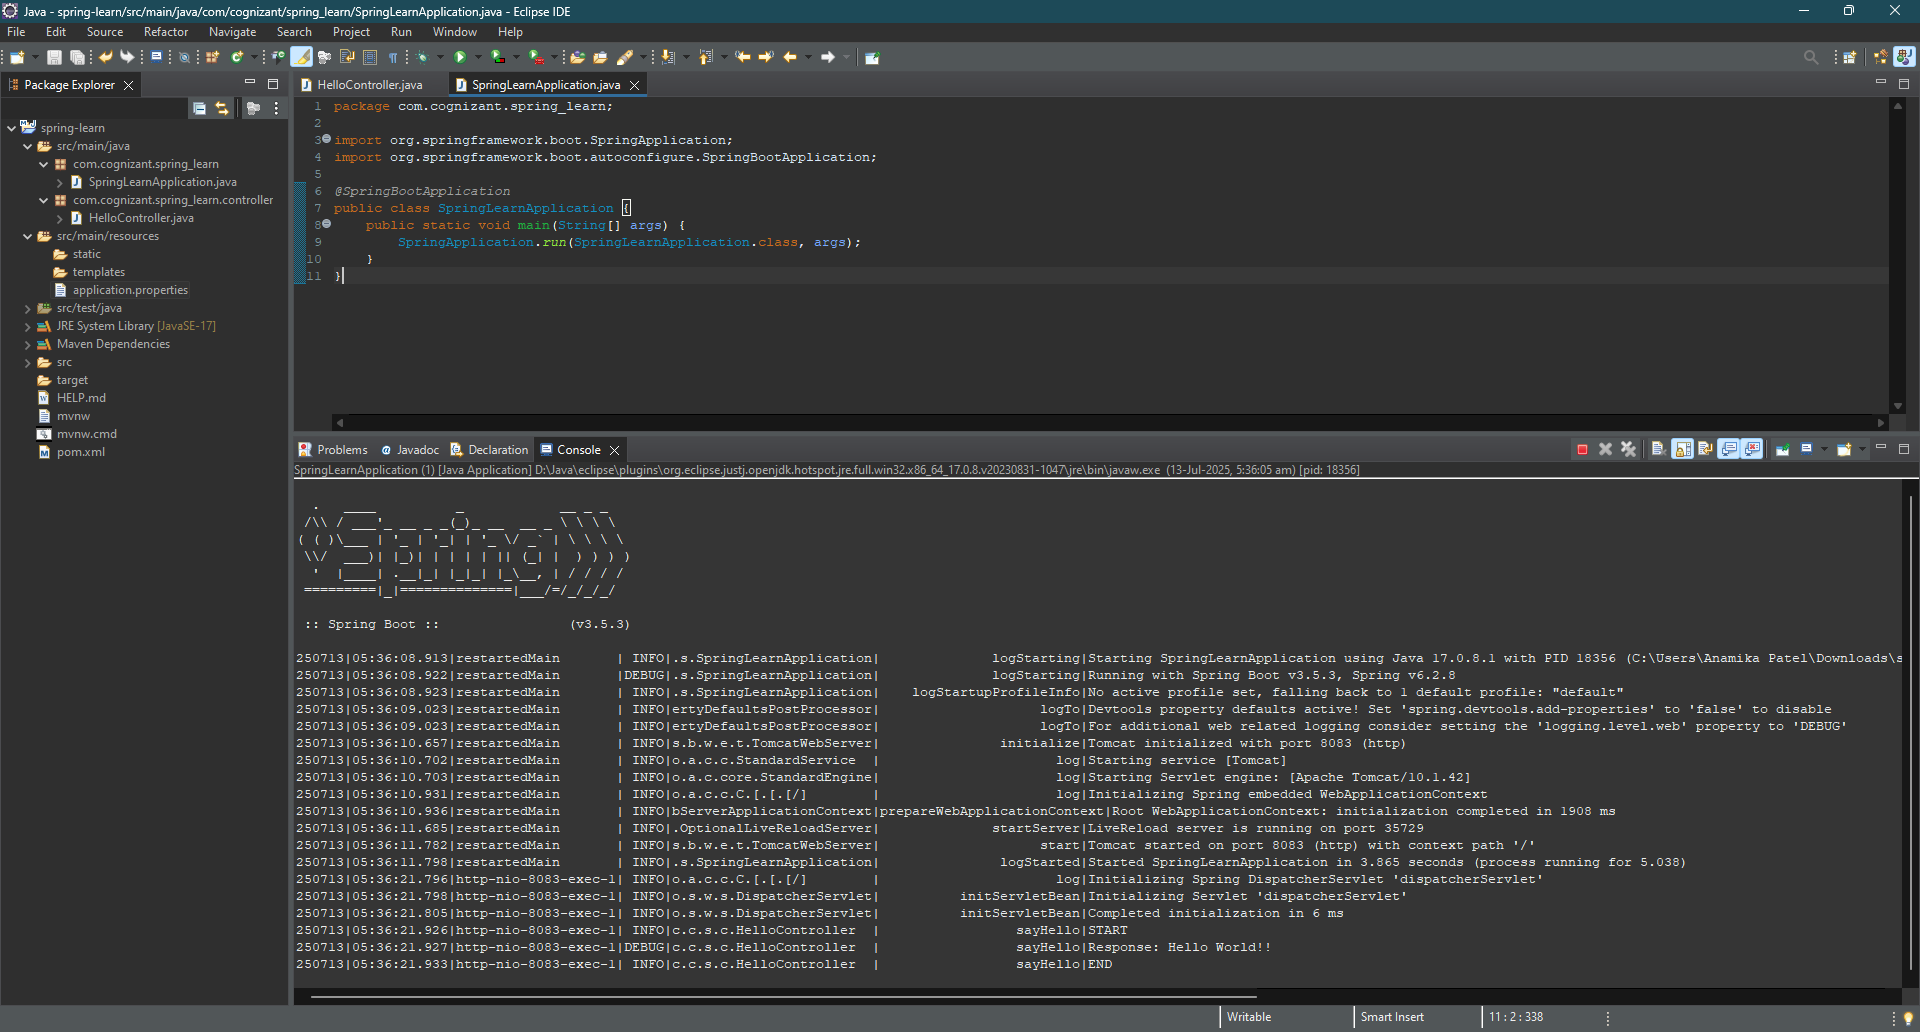 Java - spring-learn/src/main/java/com/cognizant/spring_learn/SpringLearnApplication.java - Eclipse IDE
File Edit Source Refactor Navigate Search Project Run Window Help
Package Explorer
spring-learn
src/main/java
com.cognizant.spring_learn
SpringLearnApplication.java
com.cognizant.spring_learn.controller
HelloController.java
src/main/resources
static
templates
application.properties
src/test/java
JRE System Library [JavaSE-17]
Maven Dependencies
src
target
HELP.md
mvnw
mvnw.cmd
pom.xml
HelloController.java SpringLearnApplication.java
1 package com.cognizant.spring_learn;
2
3 import org.springframework.boot.SpringApplication;
4 import org.springframework.boot.autoconfigure.SpringBootApplication;
5
6 @SpringBootApplication
7 public class SpringLearnApplication {
8 public static void main(String[] args) {
9 SpringApplication.run(SpringLearnApplication.class, args);
10 }
11 }
Problems Javadoc Declaration Console
SpringLearnApplication (1) [Java Application] D:\Java\eclipse\plugins\org.eclipse.justj.openjdk.hotspot.jre.full.win32.x86_64_17.0.8.v20230831-1047\jre\bin\javaw.exe (13-Jul-2025, 5:36:05 am) [pid: 18356]
Spring
:: Spring Boot :: (v3.5.3)
250713|05:36:08.913|restartedMain | INFO|.s.SpringLearnApplication| logStarting|Starting SpringLearnApplication using Java 17.0.8.1 with PID 18356 (C:\Users\Anamika Patel\Downloads\s
250713|05:36:08.922|restartedMain |DEBUG|.s.SpringLearnApplication| logStarting|Running with Spring Boot v3.5.3, Spring v6.2.8
250713|05:36:08.923|restartedMain | INFO|.s.SpringLearnApplication| logStartupProfileInfo|No active profile set, falling back to 1 default profile: "default"
250713|05:36:09.023|restartedMain | INFO|ertyDefaultsPostProcessor| logTo|Devtools property defaults active! Set 'spring.devtools.add-properties' to 'false' to disable
250713|05:36:09.023|restartedMain | INFO|ertyDefaultsPostProcessor| logTo|For additional web related logging consider setting the 'logging.level.web' property to 'DEBUG'
250713|05:36:10.657|restartedMain | INFO|s.b.w.e.t.TomcatWebServer| initialize|Tomcat initialized with port 8083 (http)
250713|05:36:10.702|restartedMain | INFO|o.a.c.c.StandardService | log|Starting service [Tomcat]
250713|05:36:10.703|restartedMain | INFO|o.a.c.core.StandardEngine| log|Starting Servlet engine: [Apache Tomcat/10.1.42]
250713|05:36:10.931|restartedMain | INFO|o.a.c.c.C.[.[.[/] | log|Initializing Spring embedded WebApplicationContext
250713|05:36:10.936|restartedMain | INFO|bServerApplicationContext|prepareWebApplicationContext|Root WebApplicationContext: initialization completed in 1908 ms
250713|05:36:11.685|restartedMain | INFO|.OptionalLiveReloadServer| startServer|LiveReload server is running on port 35729
250713|05:36:11.782|restartedMain | INFO|s.b.w.e.t.TomcatWebServer| start|Tomcat started on port 8083 (http) with context path '/'
250713|05:36:11.798|restartedMain | INFO|.s.SpringLearnApplication| logStarted|Started SpringLearnApplication in 3.865 seconds (process running for 5.038)
250713|05:36:21.796|http-nio-8083-exec-1| INFO|o.a.c.c.C.[.[.[/] | log|Initializing Spring DispatcherServlet 'dispatcherServlet'
250713|05:36:21.798|http-nio-8083-exec-1| INFO|o.s.w.s.DispatcherServlet| initServletBean|Initializing Servlet 'dispatcherServlet'
250713|05:36:21.805|http-nio-8083-exec-1| INFO|o.s.w.s.DispatcherServlet| initServletBean|Completed initialization in 6 ms
250713|05:36:21.926|http-nio-8083-exec-1| INFO|c.c.s.c.HelloController | sayHello|START
250713|05:36:21.927|http-nio-8083-exec-1|DEBUG|c.c.s.c.HelloController | sayHello|Response: Hello World!!
250713|05:36:21.933|http-nio-8083-exec-1| INFO|c.c.s.c.HelloController | sayHello|END
Writable Smart Insert 11 : 2 : 338